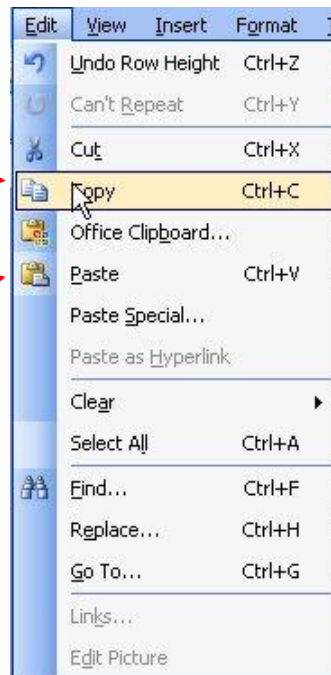 Edit View Insert Format
Undo Row Height Ctrl+Z
Can't Repeat Ctrl+Y
Cut Ctrl+X
Copy Ctrl+C
Office Clipboard...
Paste Ctrl+V
Paste Special...
Paste as Hyperlink
Clear
Select All Ctrl+A
Find... Ctrl+F
Replace... Ctrl+H
Go To... Ctrl+G
Links...
Edit Picture